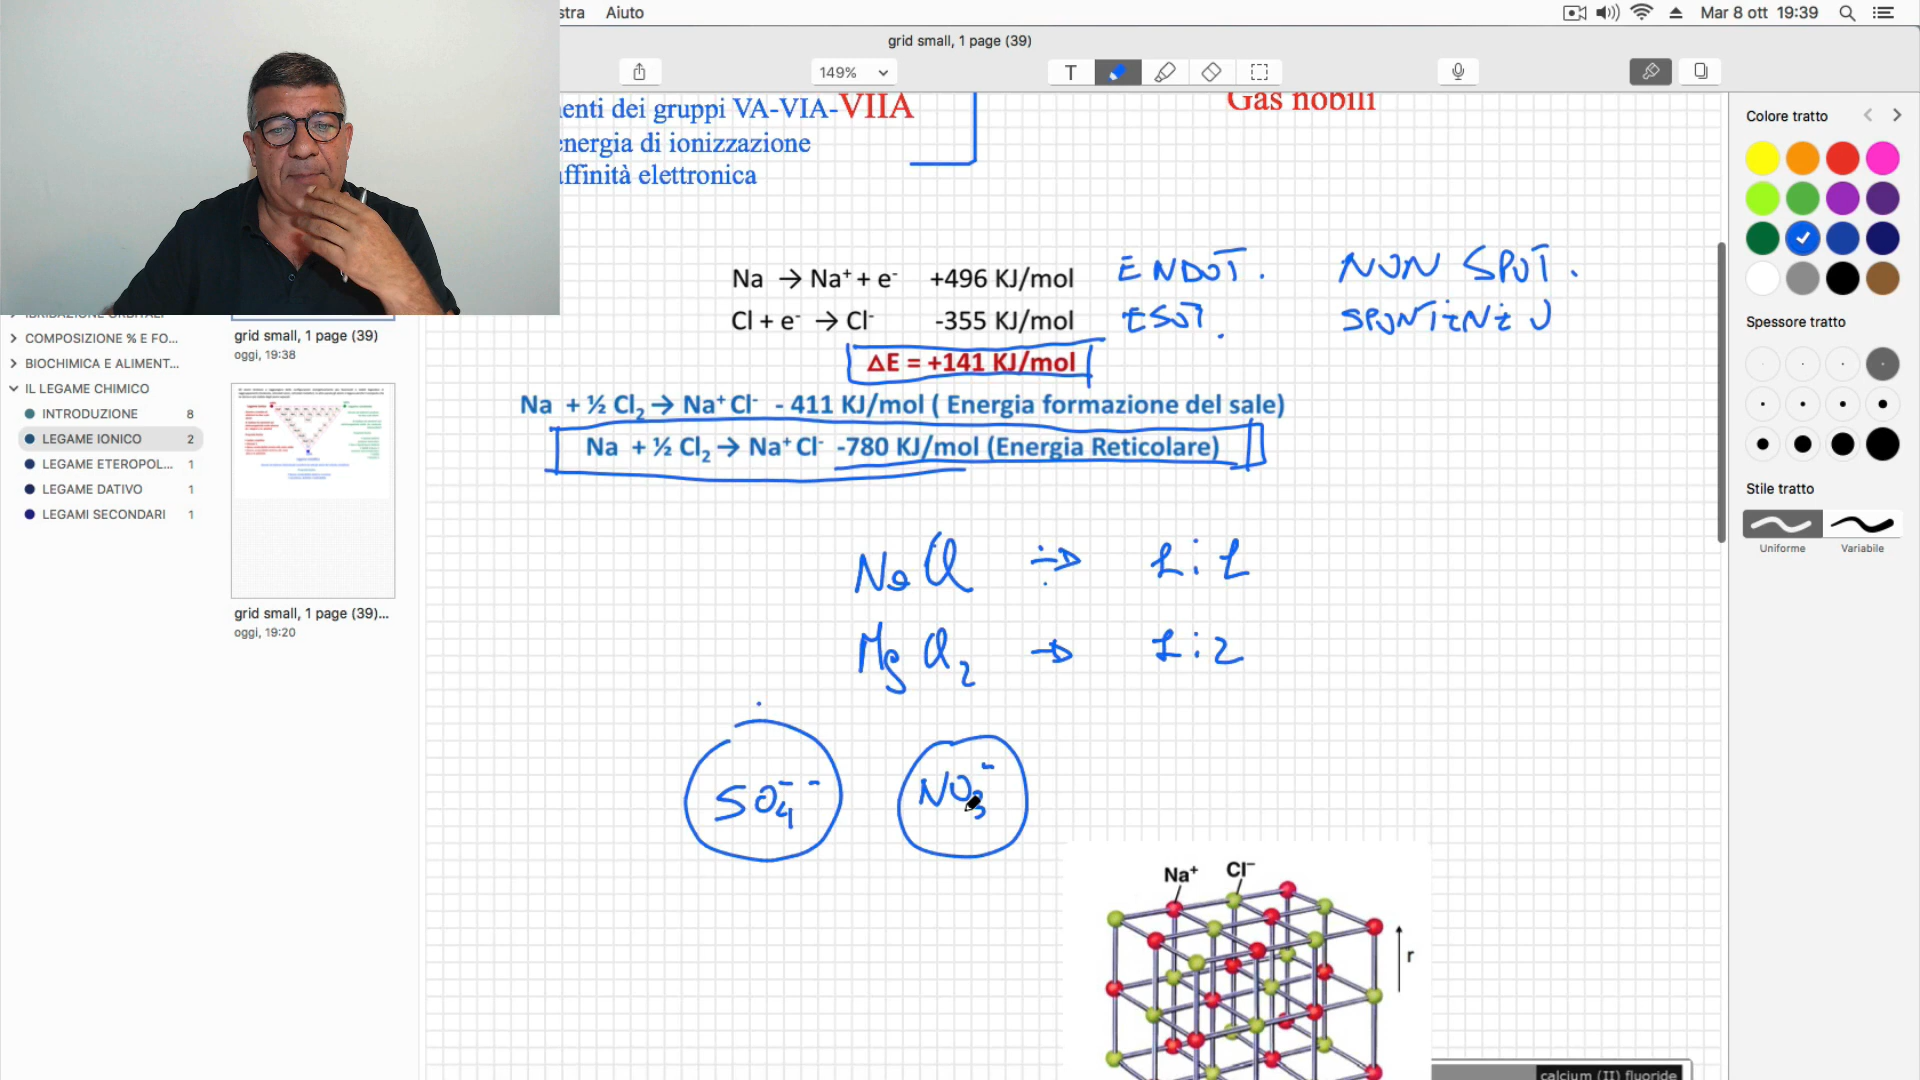 stra Aiuto Mar 8 ott 19:39
grid small, 1 page (39)
149% T
enti dei gruppi VA-VIA-VIIA
Gas nobili
energia di ionizzazione
affinità elettronica
Na → Na⁺ + e⁻ +496 KJ/mol ENDOT. NON SPOT.
Cl + e⁻ → Cl⁻ -355 KJ/mol ESOT. SPONTENEO
ΔE = +141 KJ/mol
Na + ½ Cl₂ → Na⁺ Cl⁻ - 411 KJ/mol ( Energia formazione del sale)
Na + ½ Cl₂ → Na⁺ Cl⁻ -780 KJ/mol (Energia Reticolare)
NaCl → 1:1
MgCl₂ → 1:2
SO₄⁻⁻ NO₃⁻
Na⁺ Cl⁻
r
calcium (II) fluoride
COMPOSIZIONE % E FO...
BIOCHIMICA E ALIMENT...
IL LEGAME CHIMICO
INTRODUZIONE 8
LEGAME IONICO 2
LEGAME ETEROPOL... 1
LEGAME DATIVO 1
LEGAMI SECONDARI 1
grid small, 1 page (39)
oggi, 19:38
grid small, 1 page (39)...
oggi, 19:20
Colore tratto
Spessore tratto
Stile tratto
Uniforme Variabile